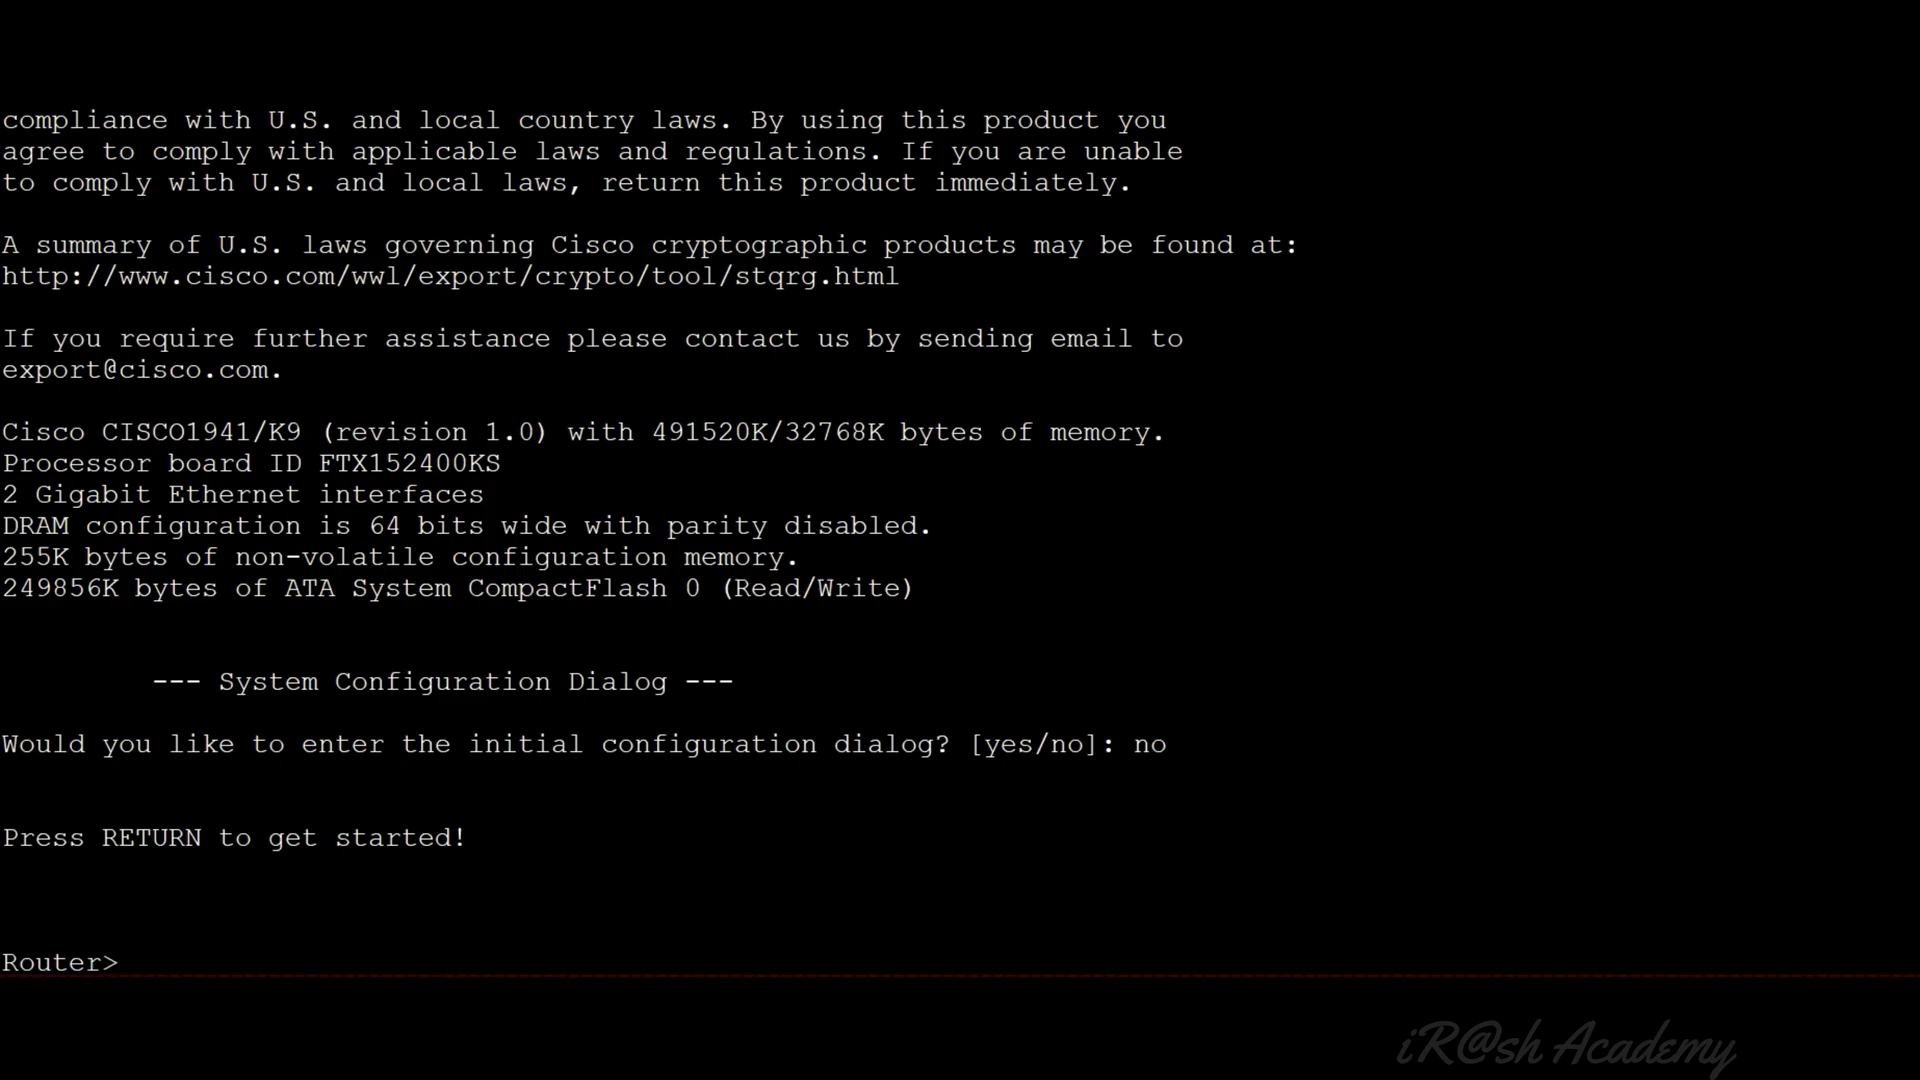 compliance with U.S. and local country laws. By using this product you
agree to comply with applicable laws and regulations. If you are unable
to comply with U.S. and local laws, return this product immediately.
A summary of U.S. laws governing Cisco cryptographic products may be found at:
http://www.cisco.com/wwl/export/crypto/tool/stqrg.html
If you require further assistance please contact us by sending email to
export@cisco.com.
Cisco CISCO1941/K9 (revision 1.0) with 491520K/32768K bytes of memory.
Processor board ID FTX152400KS
2 Gigabit Ethernet interfaces
DRAM configuration is 64 bits wide with parity disabled.
255K bytes of non-volatile configuration memory.
249856K bytes of ATA System CompactFlash 0 (Read/Write)
--- System Configuration Dialog ---
Would you like to enter the initial configuration dialog? [yes/no]: no
Press RETURN to get started!
Router>
iR@sh Academy